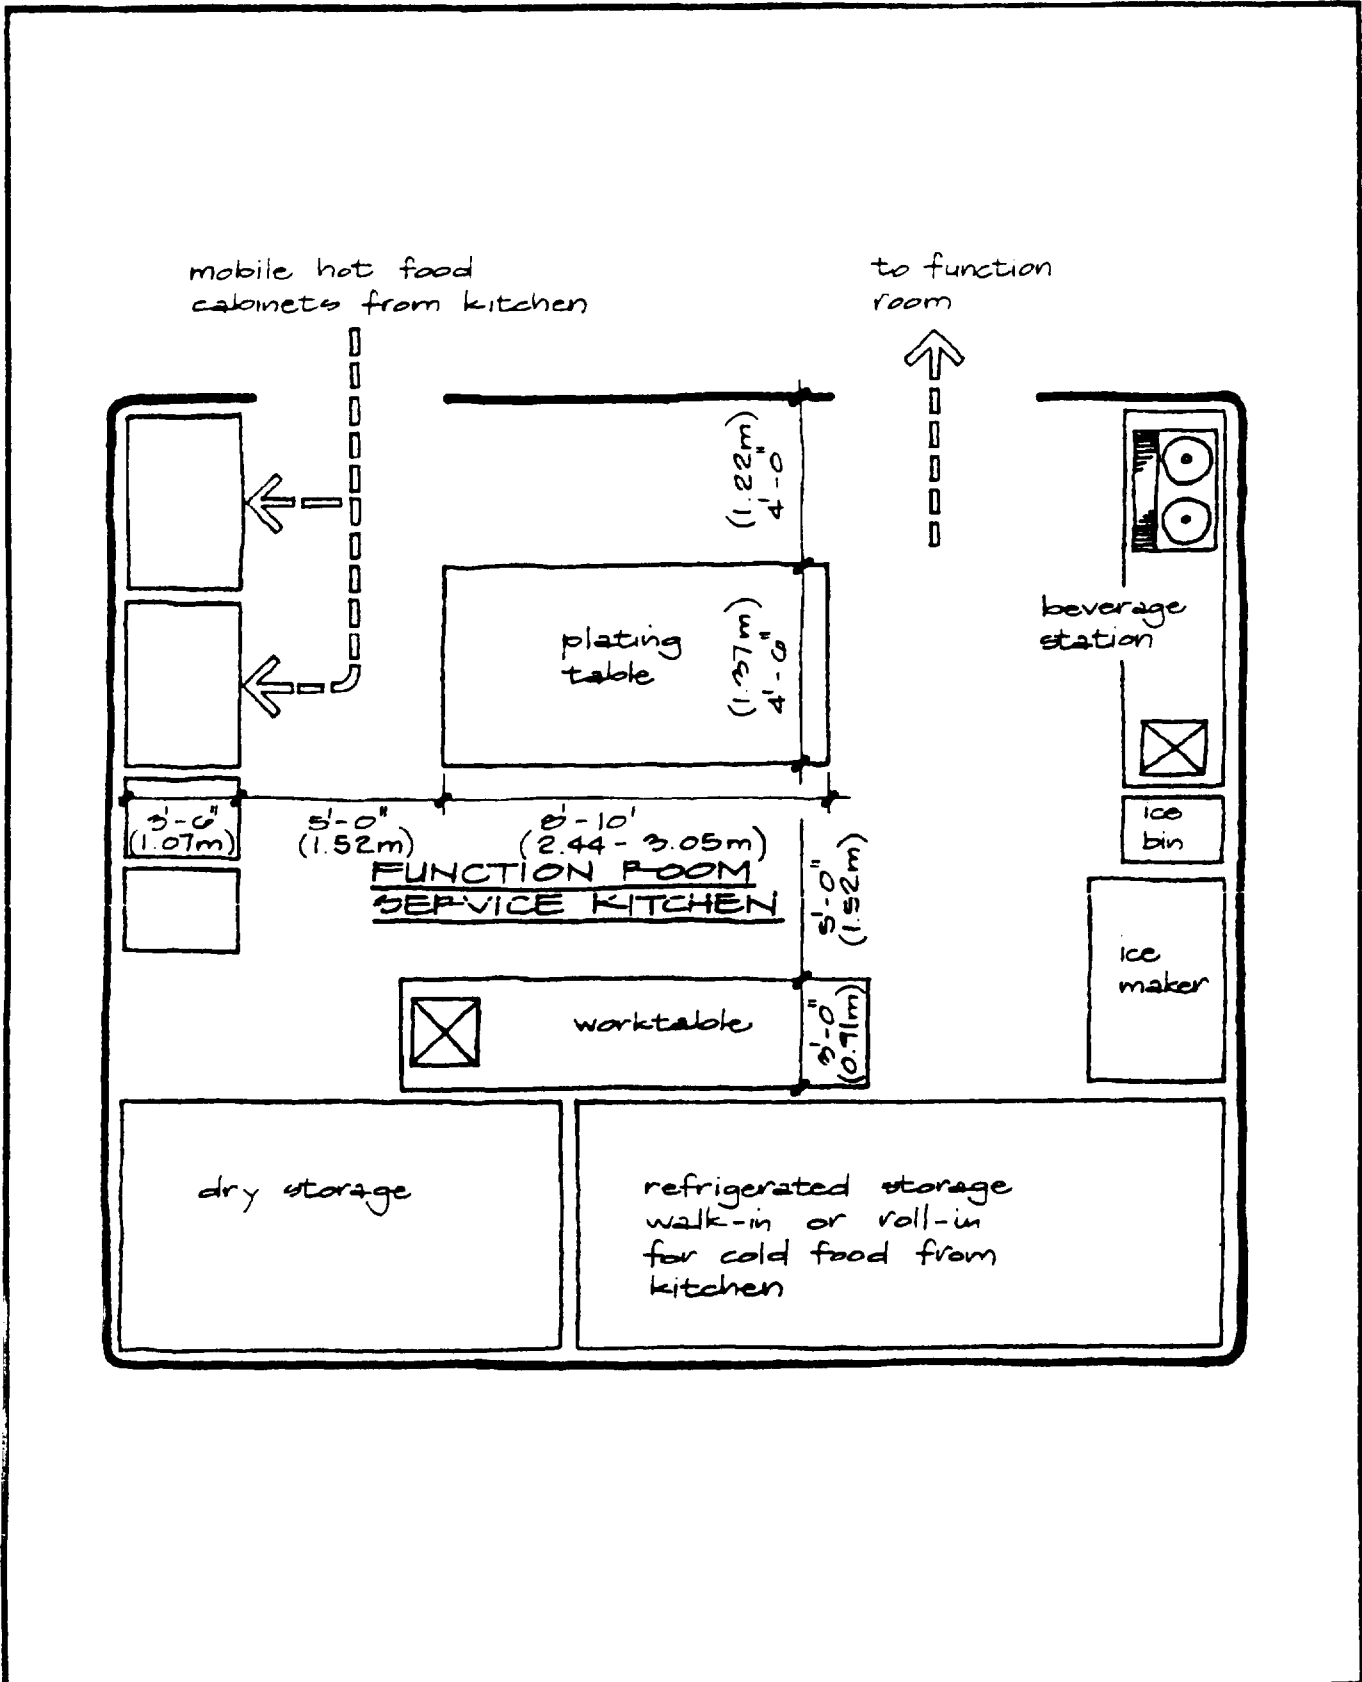 mobile hot food
cabinets from kitchen
to function
room
(1.22m)
4'-0"
plating
table
(1.37m)
4'-6"
beverage
station
3'-6"
(1.07m)
5'-0"
(1.52m)
8'-10'
(2.44 - 3.05m)
ice
bin
FUNCTION ROOM
SERVICE KITCHEN
5'-0"
(1.52m)
ice
maker
worktable
3'-0"
(0.91m)
dry storage
refrigerated storage
walk-in or roll-in
for cold food from
kitchen